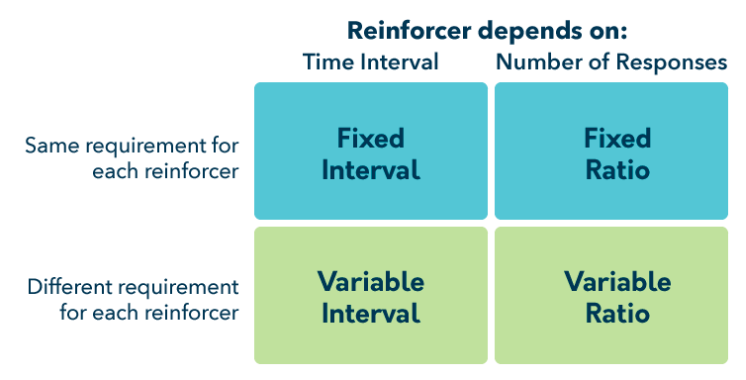 Reinforcer depends on:
Time Interval
Number of Responses
Same requirement for
each reinforcer
Fixed
Interval
Fixed
Ratio
Different requirement
for each reinforcer
Variable
Interval
Variable
Ratio